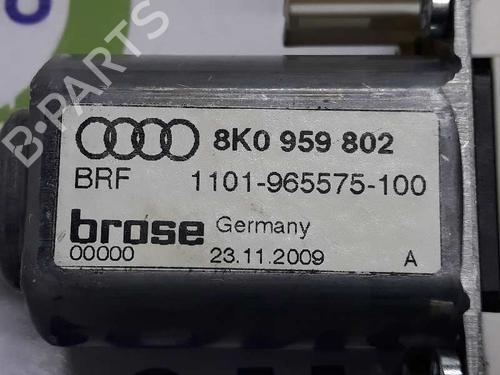 8K0 959 802
BRF 1101-965575-100
brose Germany
00000 23.11.2009 A
B-PARTS